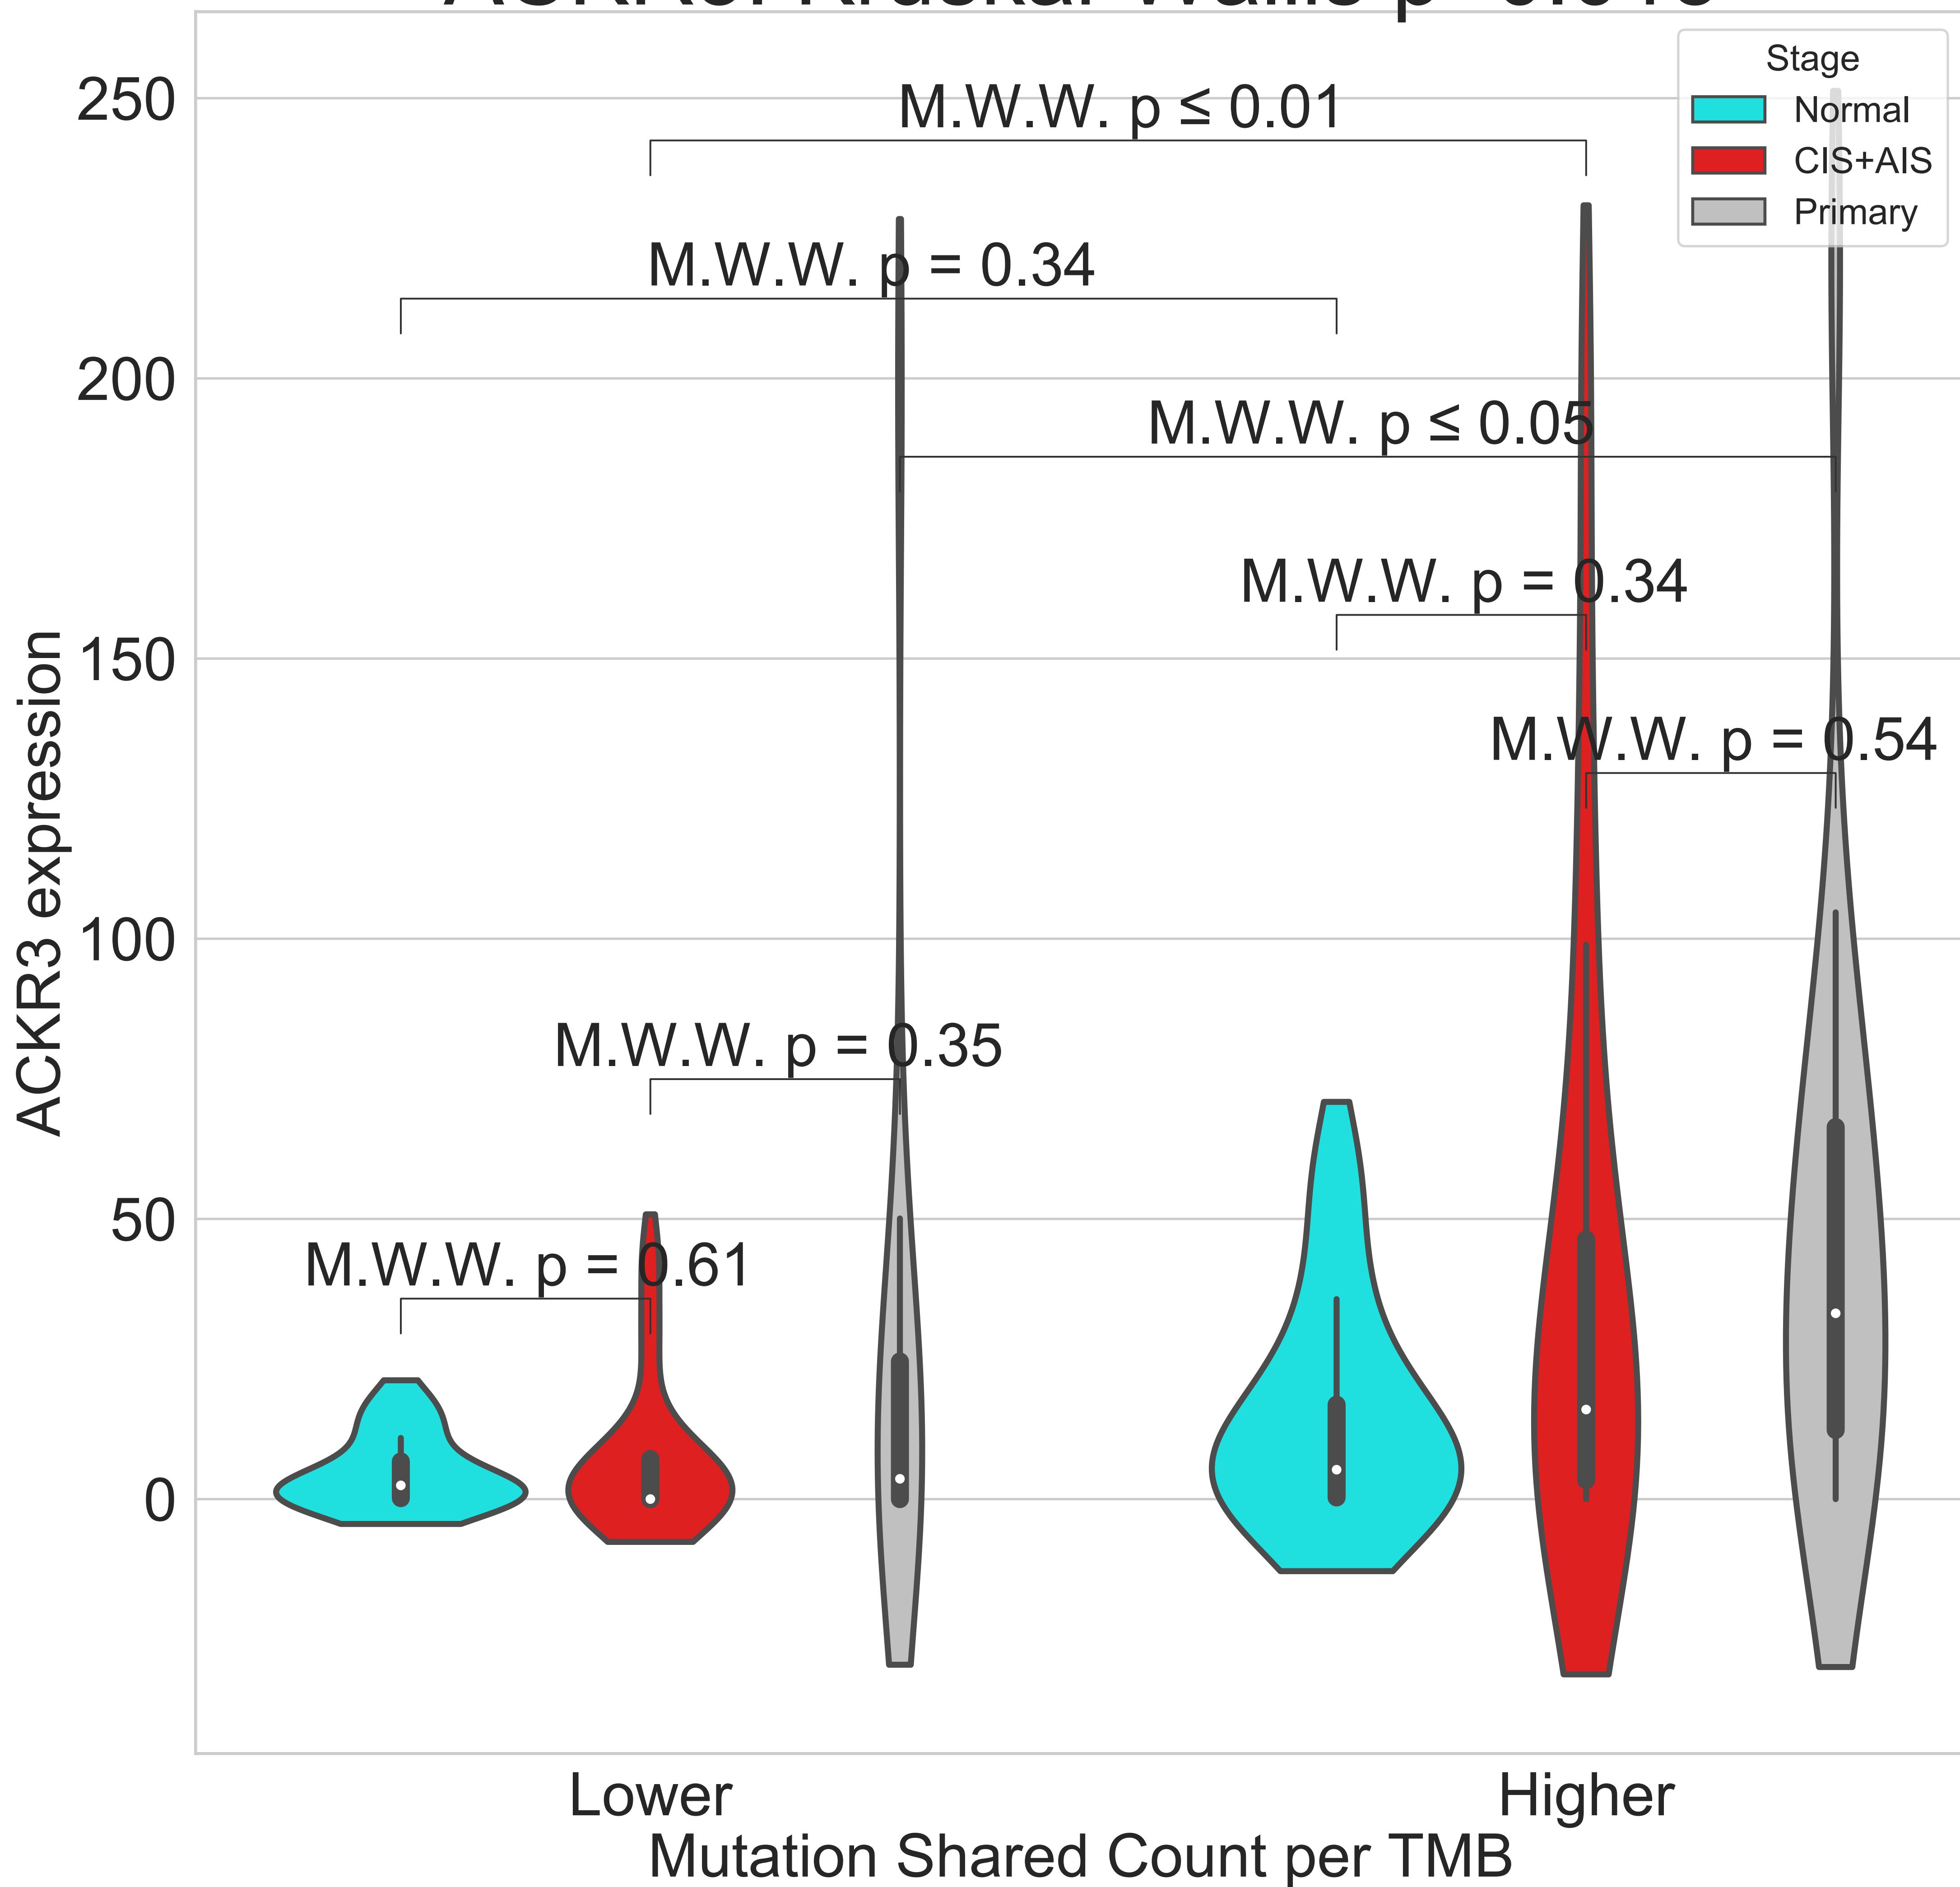 250
200
150
100
50
0
ACKR3 expression
M.W.W. p ≤ 0.01
M.W.W. p = 0.34
M.W.W. p ≤ 0.05
M.W.W. p = 0.34
M.W.W. p = 0.54
M.W.W. p = 0.35
M.W.W. p = 0.61
Stage
Normal
CIS+AIS
Primary
Lower
Higher
Mutation Shared Count per TMB